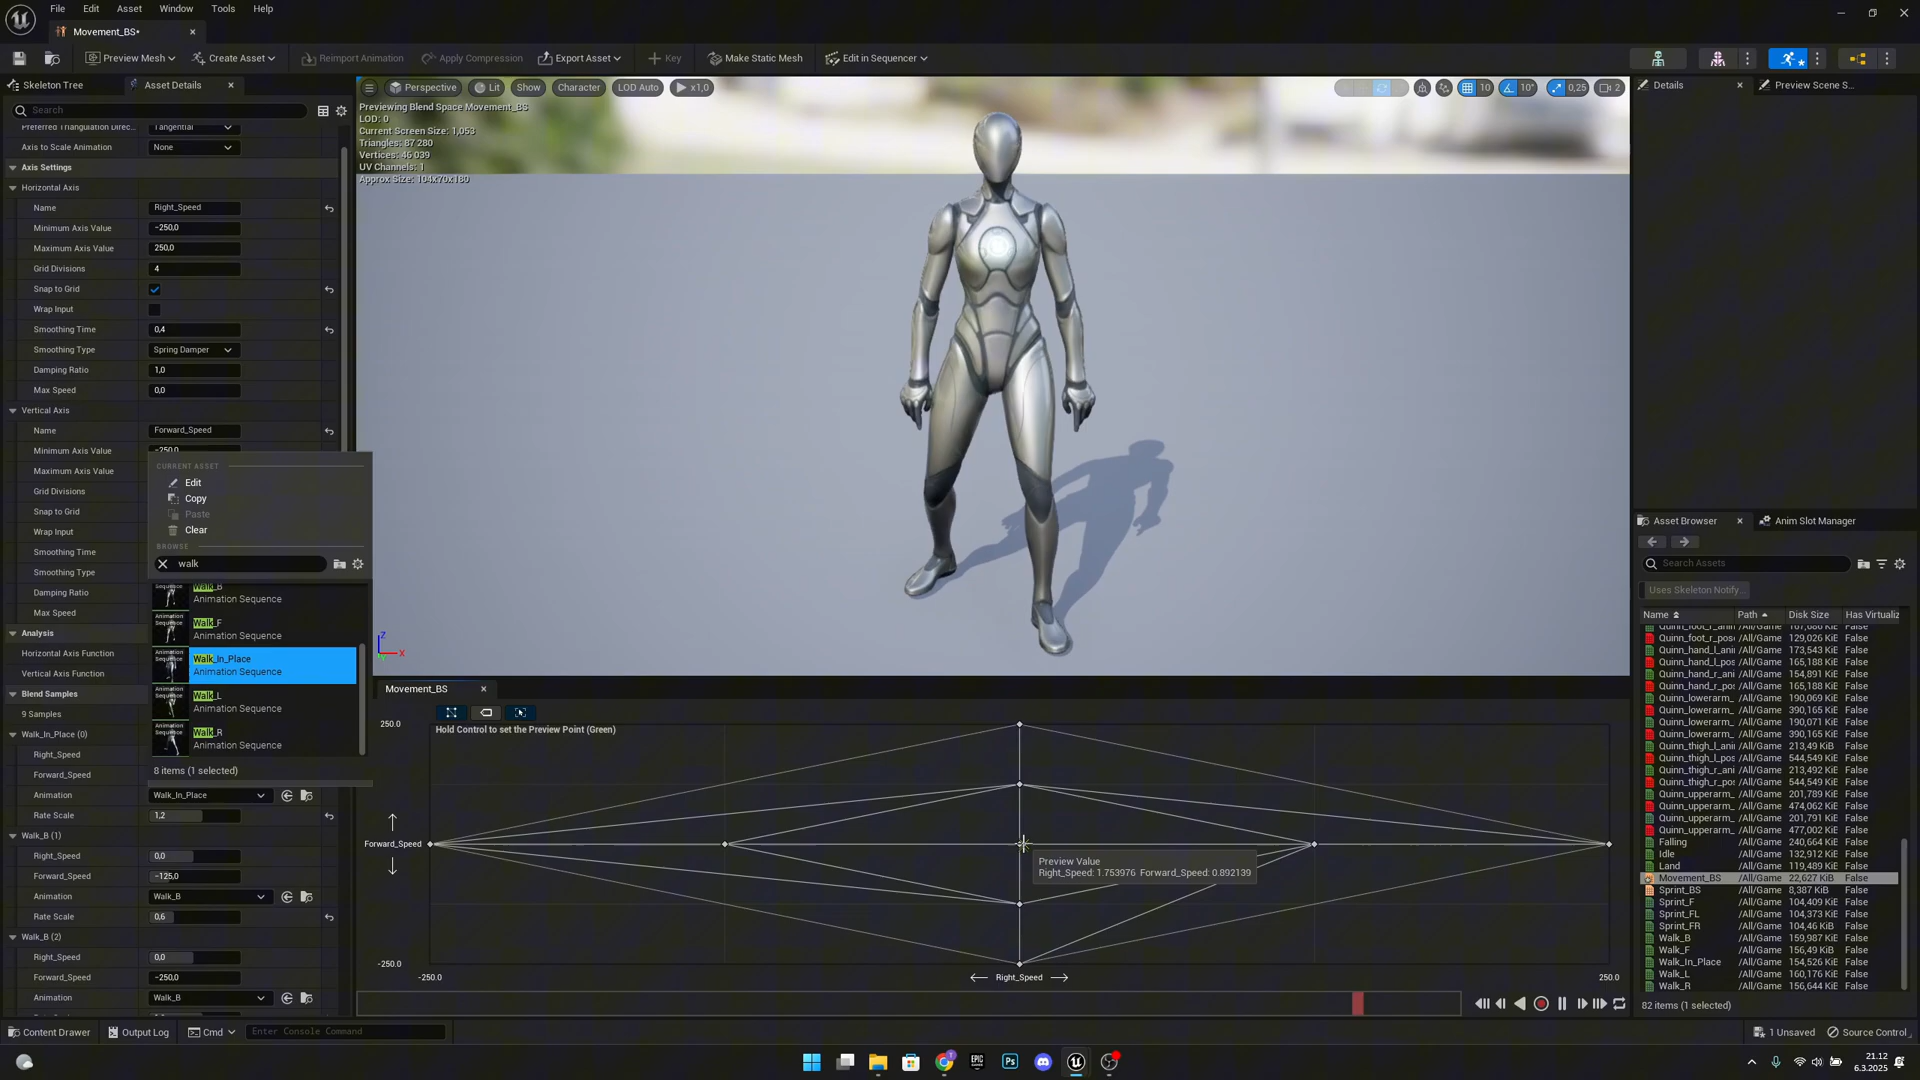 File Edit Asset Window Tools Help
Movement_BS*
Preview Mesh Create Asset Reimport Animation Apply Compression Export Asset Key Make Static Mesh Edit in Sequencer
Skeleton Tree Asset Details
Search
Preferred Triangulation Direc... Tangential
Axis to Scale Animation None
Axis Settings
Horizontal Axis
Name Right_Speed
Minimum Axis Value -250,0
Maximum Axis Value 250,0
Grid Divisions 4
Snap to Grid
Wrap Input
Smoothing Time 0,4
Smoothing Type Spring Damper
Damping Ratio 1,0
Max Speed 0,0
Vertical Axis
Name Forward_Speed
Minimum Axis Value -250,0
Maximum Axis Value
Grid Divisions
Snap to Grid
Wrap Input
Smoothing Time
Smoothing Type
Damping Ratio
Max Speed
Analysis
Horizontal Axis Function
Vertical Axis Function
Blend Samples
9 Samples
Walk_In_Place (0)
Right_Speed
Forward_Speed
Animation Walk_In_Place
Rate Scale 1,2
Walk_B (1)
Right_Speed 0,0
Forward_Speed -125,0
Animation Walk_B
Rate Scale 0,6
Walk_B (2)
Right_Speed 0,0
Forward_Speed -250,0
Animation Walk_B
CURRENT ASSET
Edit
Copy
Paste
Clear
BROWSE
walk
Walk_B
Animation Sequence
Animation Sequence
Walk_F
Animation Sequence
Animation Sequence
Walk_In_Place
Animation Sequence
Animation Sequence
Walk_L
Animation Sequence
Animation Sequence
Walk_R
Animation Sequence
8 items (1 selected)
Perspective Lit Show Character LOD Auto x1,0
10 10° 0,25 2
Previewing Blend Space Movement_BS
LOD: 0
Current Screen Size: 1,053
Triangles: 87 280
Vertices: 46 039
UV Channels: 1
Approx Size: 104x70x180
Z
X
Movement_BS
250.0
Hold Control to set the Preview Point (Green)
Forward_Speed
Preview Value
Right_Speed: 1.753976 Forward_Speed: 0.892139
-250.0
-250.0 Right_Speed 250.0
Details Preview Scene S...
Asset Browser Anim Slot Manager
Search Assets
Uses Skeleton Notify...
Name Path Disk Size Has Virtualiz
Quinn_foot_r_ani /All/Game 167,686 KiB False
Quinn_foot_r_pos /All/Game 129,026 KiB False
Quinn_hand_l_ani /All/Game 173,543 KiB False
Quinn_hand_l_pos /All/Game 165,188 KiB False
Quinn_hand_r_ani /All/Game 154,891 KiB False
Quinn_hand_r_pos /All/Game 165,188 KiB False
Quinn_lowerarm_ /All/Game 190,069 KiB False
Quinn_lowerarm_ /All/Game 390,165 KiB False
Quinn_lowerarm_ /All/Game 190,071 KiB False
Quinn_lowerarm_ /All/Game 390,165 KiB False
Quinn_thigh_l_ani /All/Game 213,49 KiB False
Quinn_thigh_l_po /All/Game 544,549 KiB False
Quinn_thigh_r_ani /All/Game 213,492 KiB False
Quinn_thigh_r_po /All/Game 544,549 KiB False
Quinn_upperarm_ /All/Game 201,789 KiB False
Quinn_upperarm_ /All/Game 474,062 KiB False
Quinn_upperarm_ /All/Game 201,791 KiB False
Quinn_upperarm_ /All/Game 477,002 KiB False
Falling /All/Game 240,664 KiB False
Idle /All/Game 132,912 KiB False
Land /All/Game 119,489 KiB False
Movement_BS /All/Game 22,627 KiB False
Sprint_BS /All/Game 8,387 KiB False
Sprint_F /All/Game 104,409 KiB False
Sprint_FL /All/Game 104,373 KiB False
Sprint_FR /All/Game 104,46 KiB False
Walk_B /All/Game 159,987 KiB False
Walk_F /All/Game 156,49 KiB False
Walk_In_Place /All/Game 154,526 KiB False
Walk_L /All/Game 160,176 KiB False
Walk_R /All/Game 156,644 KiB False
82 items (1 selected)
Content Drawer Output Log Cmd Enter Console Command 1 Unsaved Source Control
EPIC GAMES Ps
21.12
6.3.2025